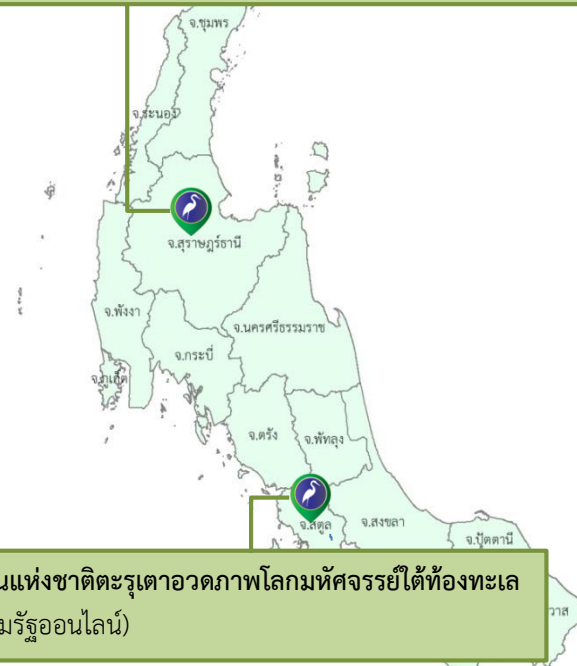 จ.ชุมพร
จ.ระนอง
จ.สุราษฎร์ธานี
จ.พังงา
จ.นครศรีธรรมราช
จ.กระบี่
จ.ภูเก็ต
จ.ตรัง
จ.พัทลุง
จ.สตูล
จ.สงขลา
จ.ปัตตานี
นแห่งชาติตะรุเตาอวดภาพโลกมหัศจรรย์ใต้ท้องทะเล
มรัฐออนไลน์)
วาส